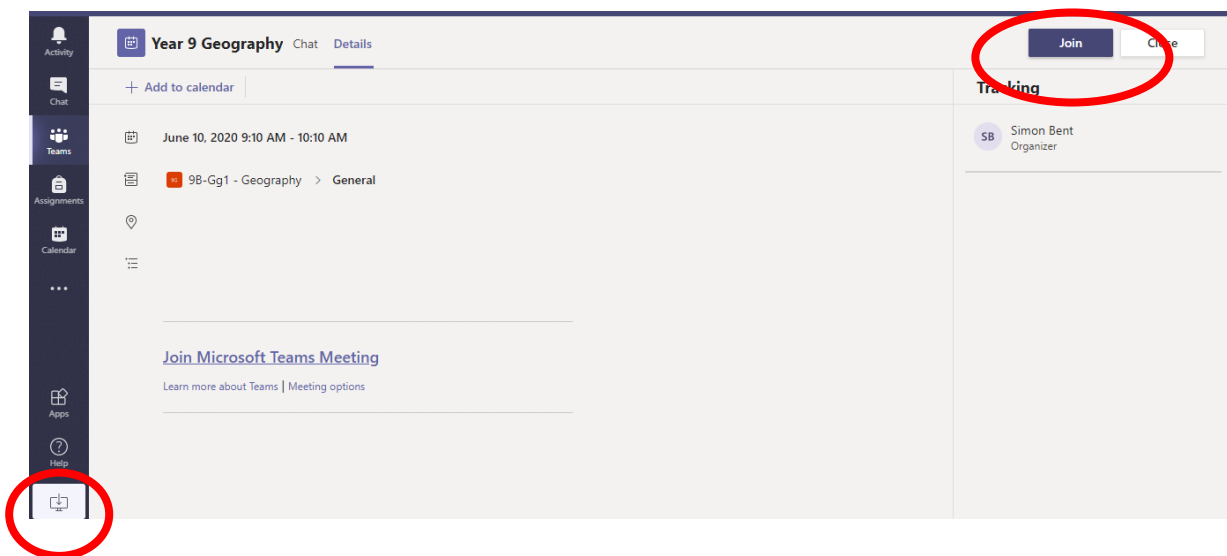 Activity
Chat
Teams
Assignments
Calendar
Apps
Help
Year 9 Geography Chat Details
Join Close
+ Add to calendar
Tracking
June 10, 2020 9:10 AM - 10:10 AM
9B-Gg1 - Geography > General
SB Simon Bent
Organizer
Join Microsoft Teams Meeting
Learn more about Teams | Meeting options